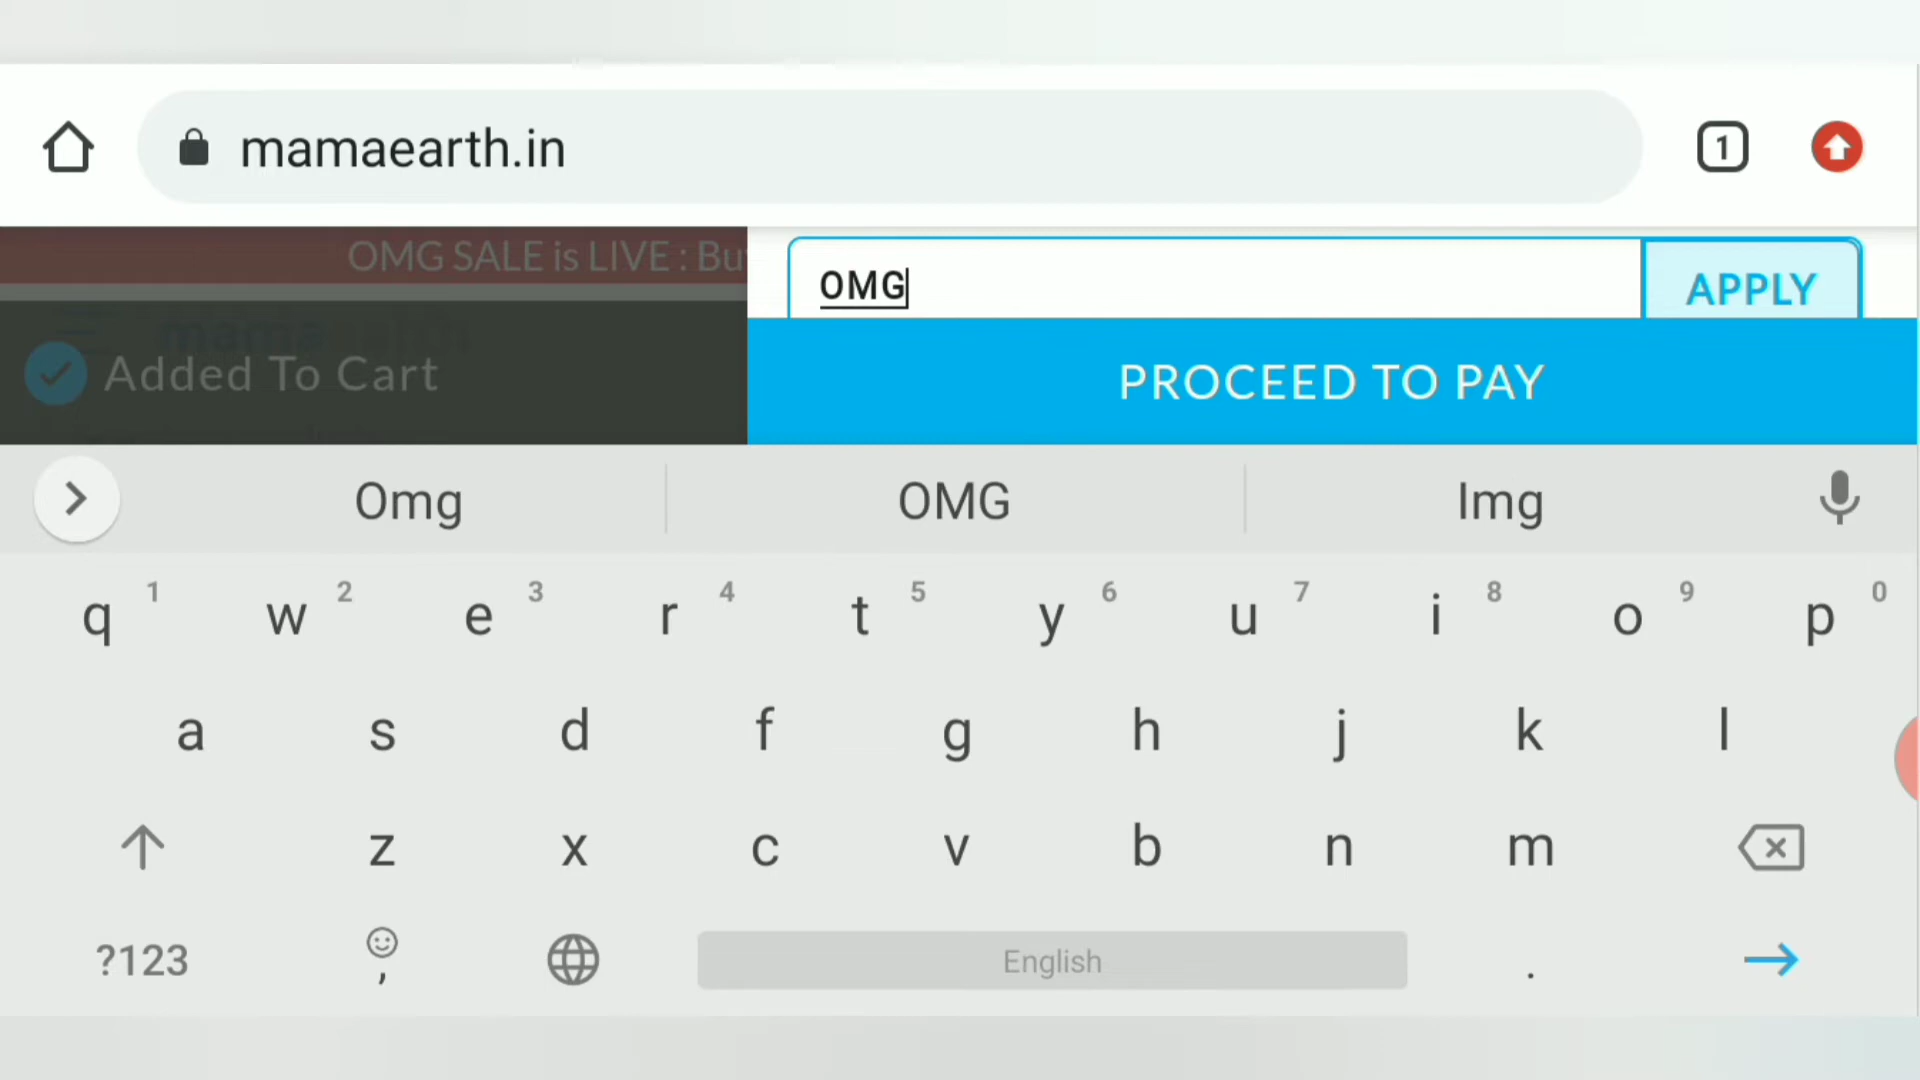 mamaearth.in
1
OMG SALE is LIVE : Bu
OMG
APPLY
mama
Added To Cart
PROCEED TO PAY
Omg OMG Img
q 1 w 2 e 3 r 4 t 5 y 6 u 7 i 8 o 9 p 0
a s d f g h j k l
z x c v b n m
?123 , English .